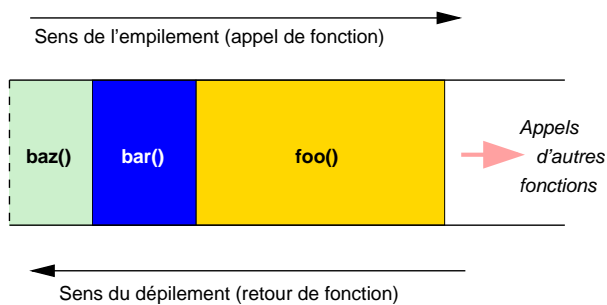 Sens de l'empilement (appel de fonction)
baz()
bar()
foo()
Appels
d'autres
fonctions
Sens du dépilement (retour de fonction)